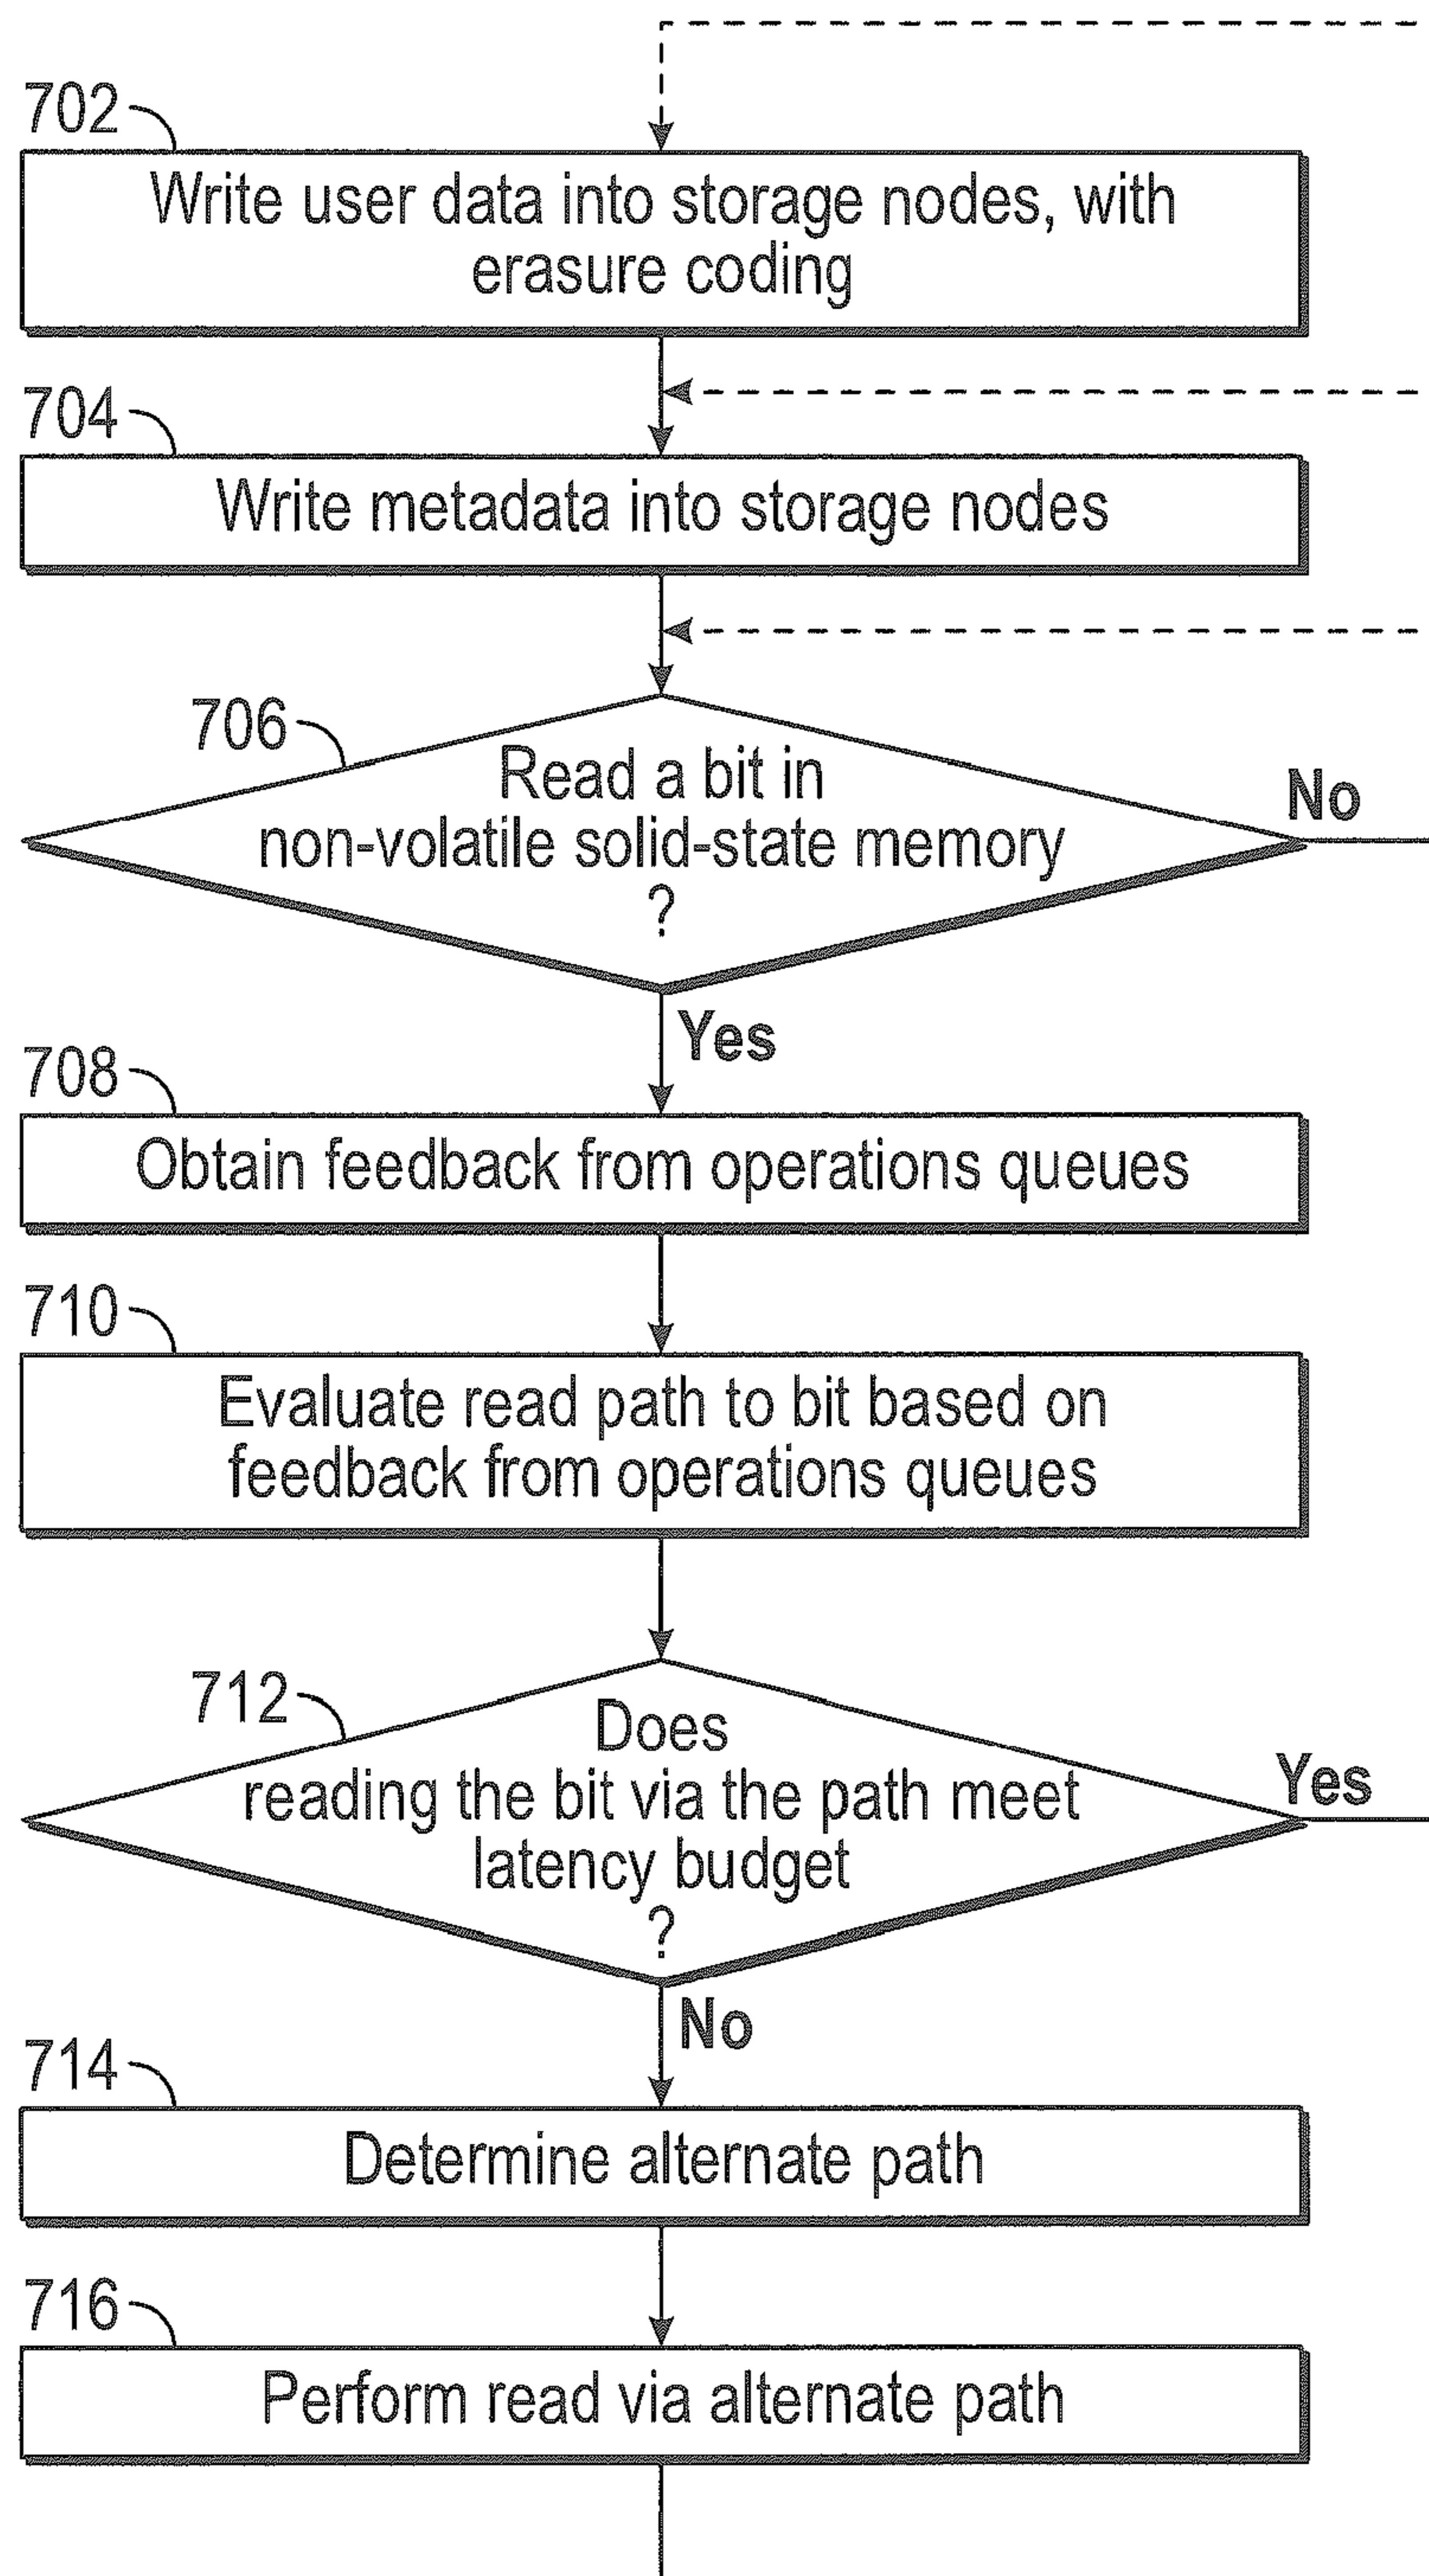 702
Write user data into storage nodes, with
erasure coding
704
Write metadata into storage nodes
706
Read a bit in
non-volatile solid-state memory
?
No
Yes
708
Obtain feedback from operations queues
710
Evaluate read path to bit based on
feedback from operations queues
712
Does
reading the bit via the path meet
latency budget
?
Yes
No
714
Determine alternate path
716
Perform read via alternate path